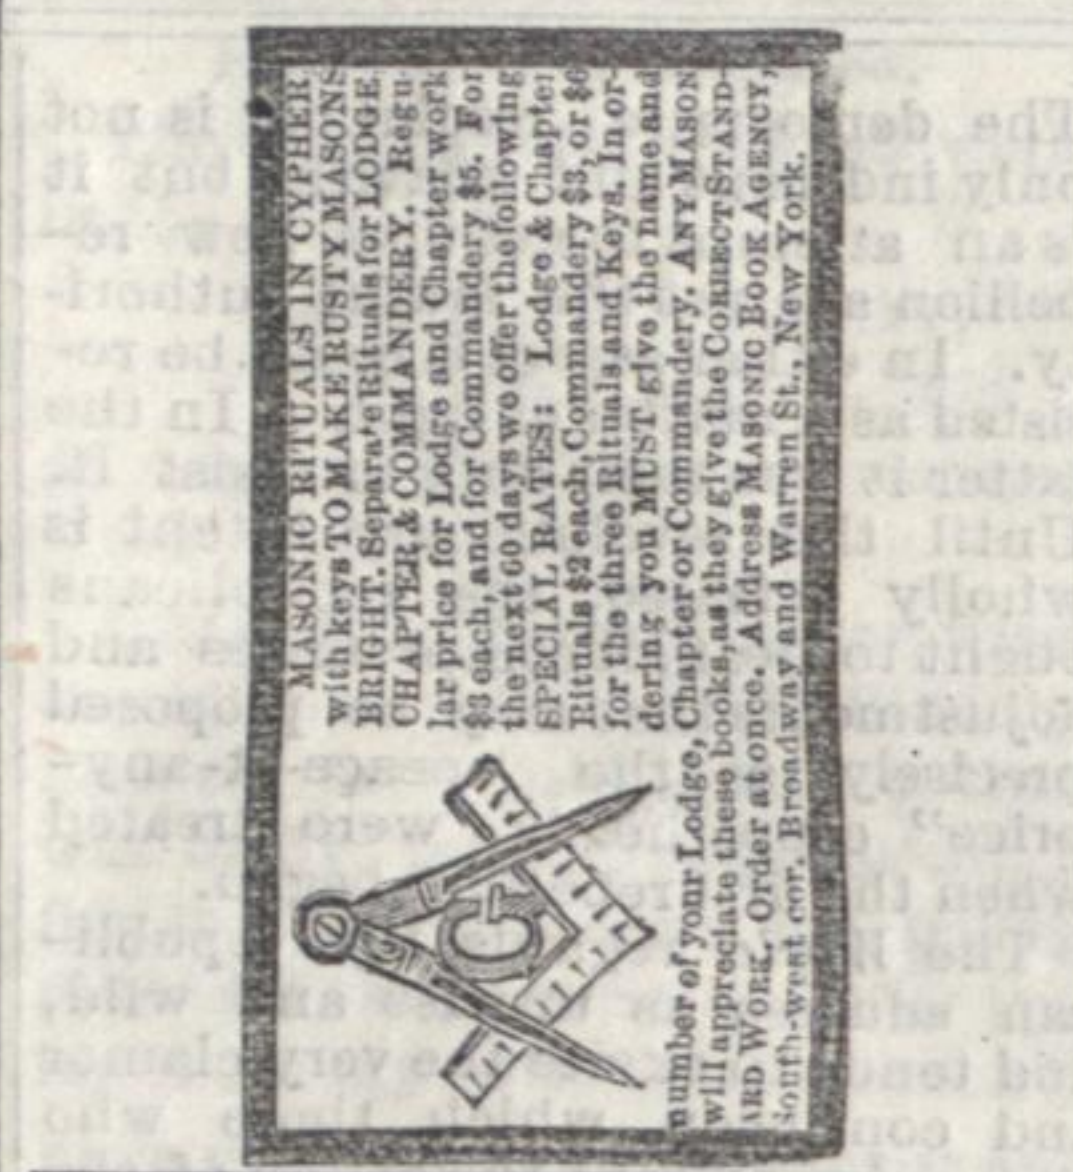 MASONIC RITUALS IN CYPHER
with keys TO MAKE RUSTY MASONS
BRIGHT. Separa'e Rituals for LODGE
CHAPTER & COMMANDERY. Regu
lar price for Lodge and Chapter work
$3 each, and for Commandery $5. For
the next 60 days we offer the following
SPECIAL RATES: Lodge & Chapter
Rituals $2 each, Commandery $3, or $6
for the three Rituals and Keys. In or-
dering you MUST give the name and
number of your Lodge, Chapter or Commandery. ANY MASON
will appreciate these books, as they give the CORRECT STAND-
ARD WORK. Order at once. Address MASONIC BOOK AGENCY,
South-west cor. Broadway and Warren St., New York.
G